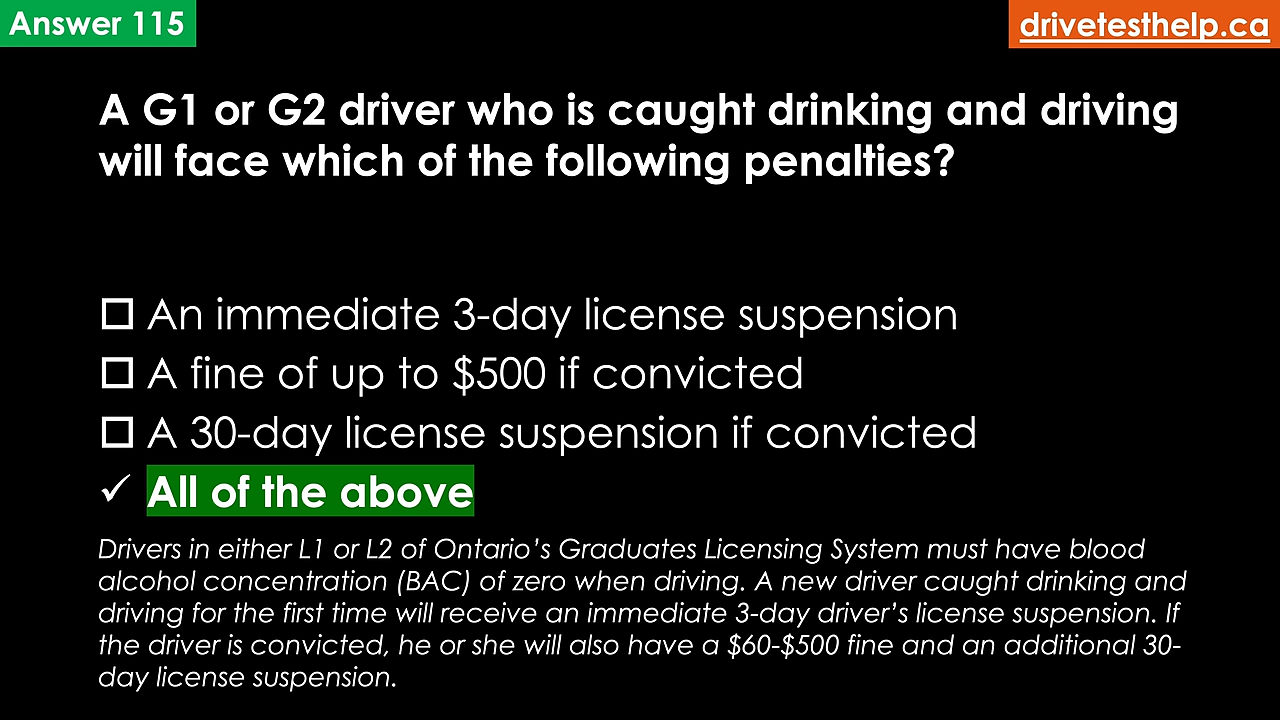 Answer 115
drivetesthelp.ca
A G1 or G2 driver who is caught drinking and driving
will face which of the following penalties?
An immediate 3-day license suspension
A fine of up to $500 if convicted
A 30-day license suspension if convicted
All of the above
Drivers in either L1 or L2 of Ontario’s Graduates Licensing System must have blood
alcohol concentration (BAC) of zero when driving. A new driver caught drinking and
driving for the first time will receive an immediate 3-day driver’s license suspension. If
the driver is convicted, he or she will also have a $60-$500 fine and an additional 30-
day license suspension.